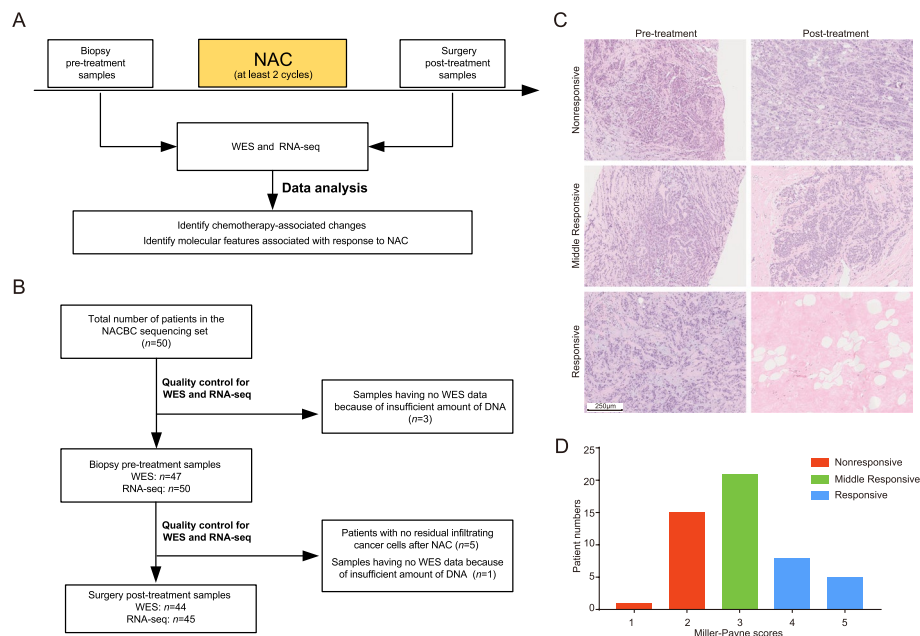 A
Biopsy
pre-treatment
samples
NAC
(at least 2 cycles)
Surgery
post-treatment
samples
WES and RNA-seq
Data analysis
Identify chemotherapy-associated changes
Identify molecular features associated with response to NAC
B
Total number of patients in the
NACBC sequencing set
(n=50)
Quality control for
WES and RNA-seq
Samples having no WES data
because of insufficient amount of DNA
(n=3)
Biopsy pre-treatment samples
WES: n=47
RNA-seq: n=50
Quality control for
WES and RNA-seq
Patients with no residual infiltrating
cancer cells after NAC (n=5)
Samples having no WES data because
of insufficient amount of DNA (n=1)
Surgery post-treatment samples
WES: n=44
RNA-seq: n=45
C
Pre-treatment
Post-treatment
Nonresponsive
Middle Responsive
Responsive
250µm
D
Nonresponsive
Middle Responsive
Responsive
Patient numbers
25
20
15
10
5
0
1 2 3 4 5
Miller-Payne scores